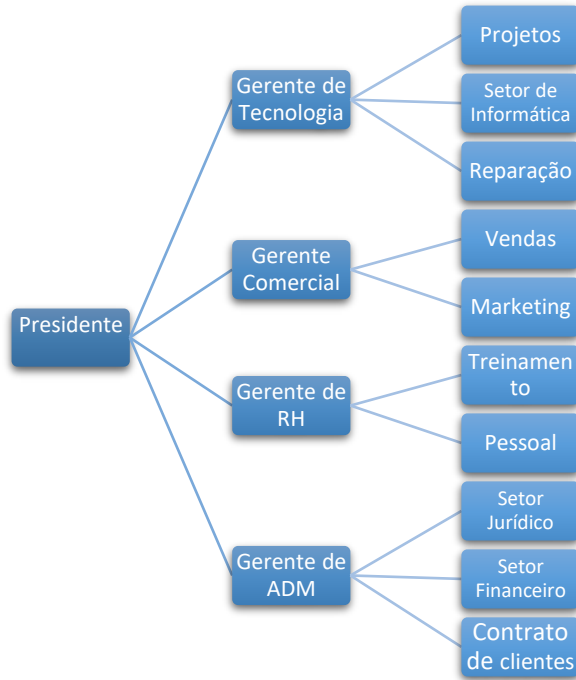 Projetos
Gerente de
Tecnologia
Setor de
Informática
Reparação
Gerente
Comercial
Vendas
Marketing
Presidente
Gerente de
RH
Treinamen
to
Pessoal
Gerente de
ADM
Setor
Jurídico
Setor
Financeiro
Contrato
de clientes